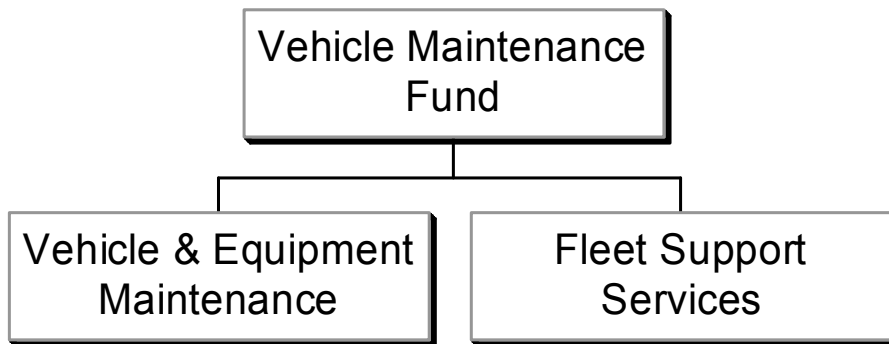 Vehicle Maintenance
Fund
Vehicle & Equipment
Maintenance
Fleet Support
Services